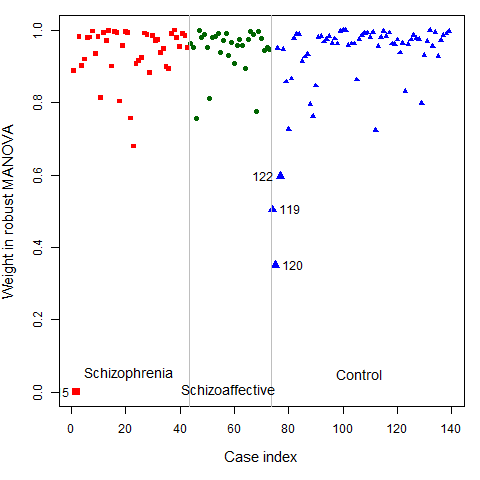 Weight in robust MANOVA
1.0
0.8
0.6
0.4
0.2
0.0
122
119
120
5
Schizophrenia
Schizoaffective
Control
0 20 40 60 80 100 120 140
Case index